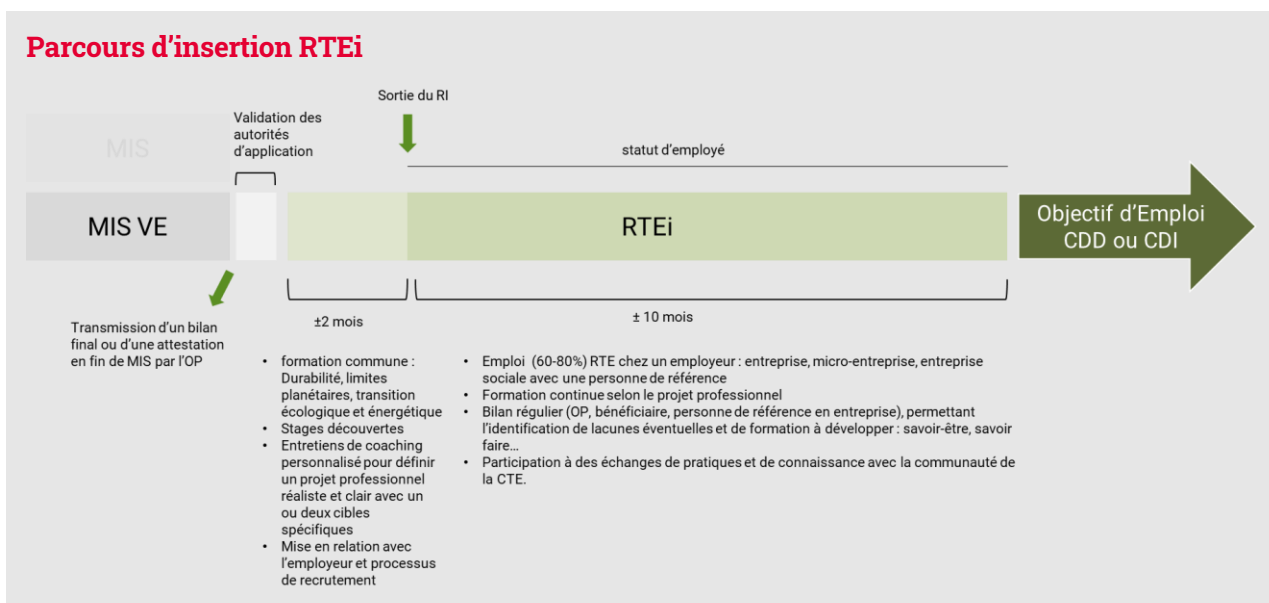 Parcours d'insertion RTEi
Sortie du RI
Validation des
autorités
d'application
MIS
statut d'employé
MIS VE
RTEi
Objectif d'Emploi
CDD ou CDI
±2 mois
± 10 mois
Transmission d'un bilan
final ou d'une attestation
en fin de MIS par l'OP
• formation commune :
Durabilité, limites
planétaires, transition
écologique et énergétique
• Stages découvertes
• Entretiens de coaching
personnalisé pour définir
un projet professionnel
réaliste et clair avec un
ou deux cibles
spécifiques
• Mise en relation avec
l'employeur et processus
de recrutement
• Emploi (60-80%) RTE chez un employeur : entreprise, micro-entreprise, entreprise
sociale avec une personne de référence
• Formation continue selon le projet professionnel
• Bilan régulier (OP, bénéficiaire, personne de référence en entreprise), permettant
l'identification de lacunes éventuelles et de formation à développer : savoir-être, savoir
faire…
• Participation à des échanges de pratiques et de connaissance avec la communauté de
la CTE.